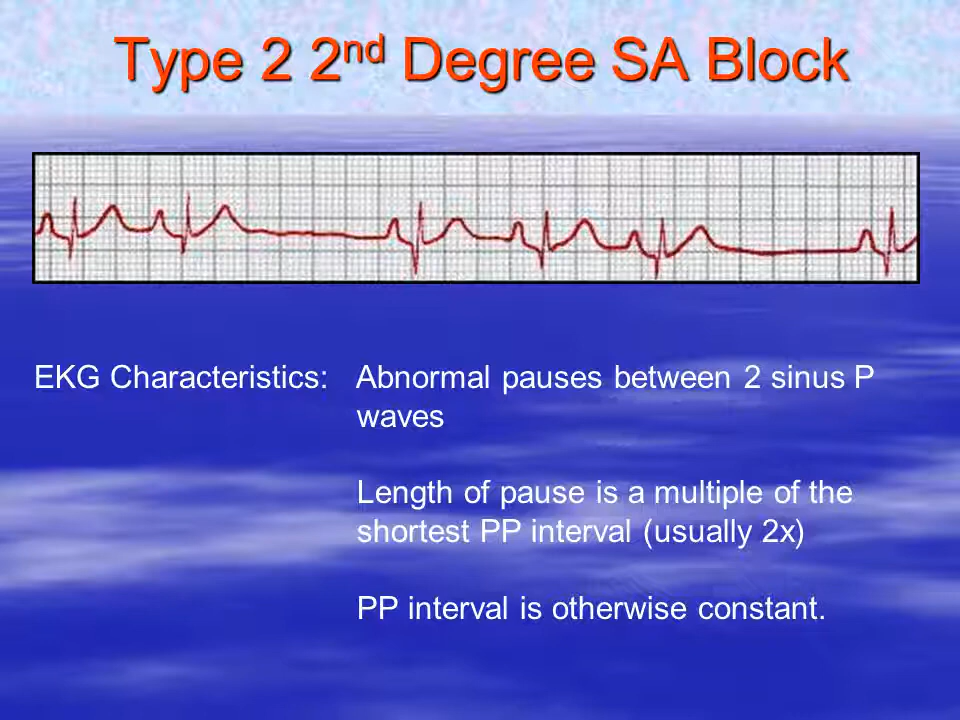 Type 2 2nd Degree SA Block
EKG Characteristics: Abnormal pauses between 2 sinus P
waves
Length of pause is a multiple of the
shortest PP interval (usually 2x)
PP interval is otherwise constant.